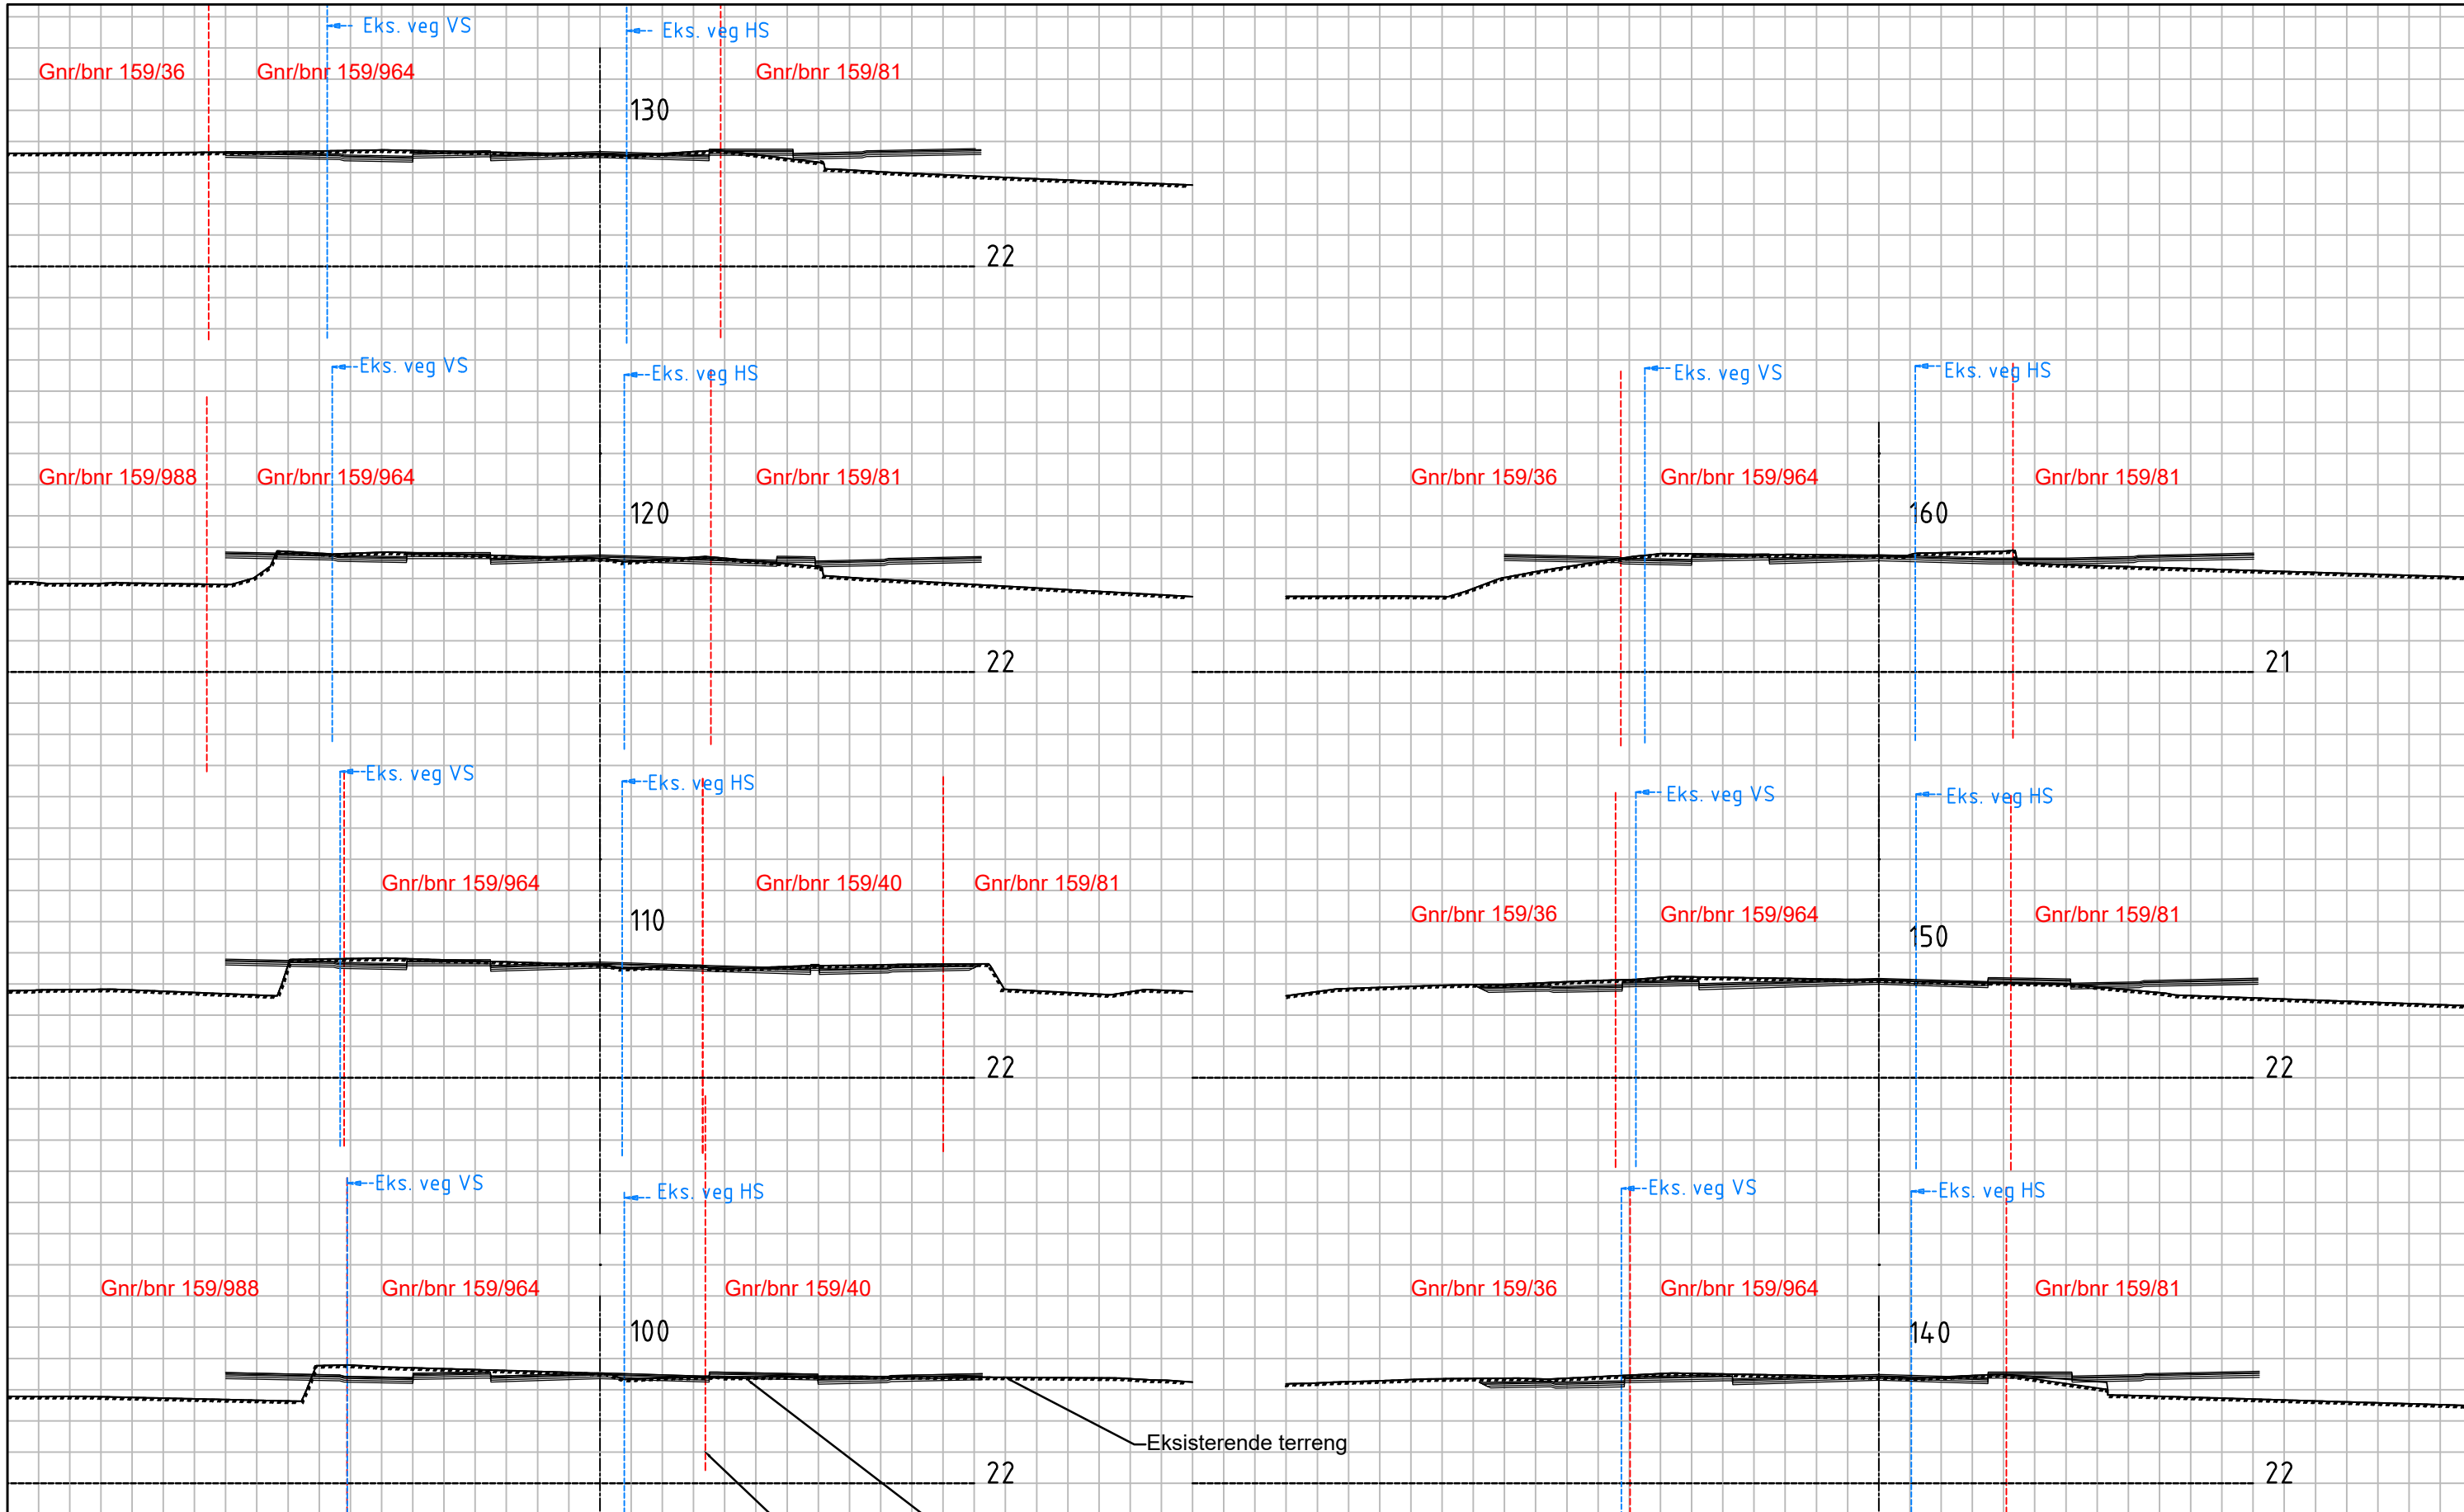 Eks. veg VS
Eks. veg HS
Gnr/bnr 159/36
Gnr/bnr 159/964
Gnr/bnr 159/81
130
22
Eks. veg VS
Eks. veg HS
Gnr/bnr 159/988
Gnr/bnr 159/964
Gnr/bnr 159/81
120
22
Eks. veg VS
Eks. veg HS
Gnr/bnr 159/36
Gnr/bnr 159/964
Gnr/bnr 159/81
160
21
Eks. veg VS
Eks. veg HS
Gnr/bnr 159/964
Gnr/bnr 159/40
Gnr/bnr 159/81
110
22
Eks. veg VS
Eks. veg HS
Gnr/bnr 159/36
Gnr/bnr 159/964
Gnr/bnr 159/81
150
22
Eks. veg VS
Eks. veg HS
Gnr/bnr 159/988
Gnr/bnr 159/964
Gnr/bnr 159/40
100
Eksisterende terreng
22
Eks. veg VS
Eks. veg HS
Gnr/bnr 159/36
Gnr/bnr 159/964
Gnr/bnr 159/81
140
22